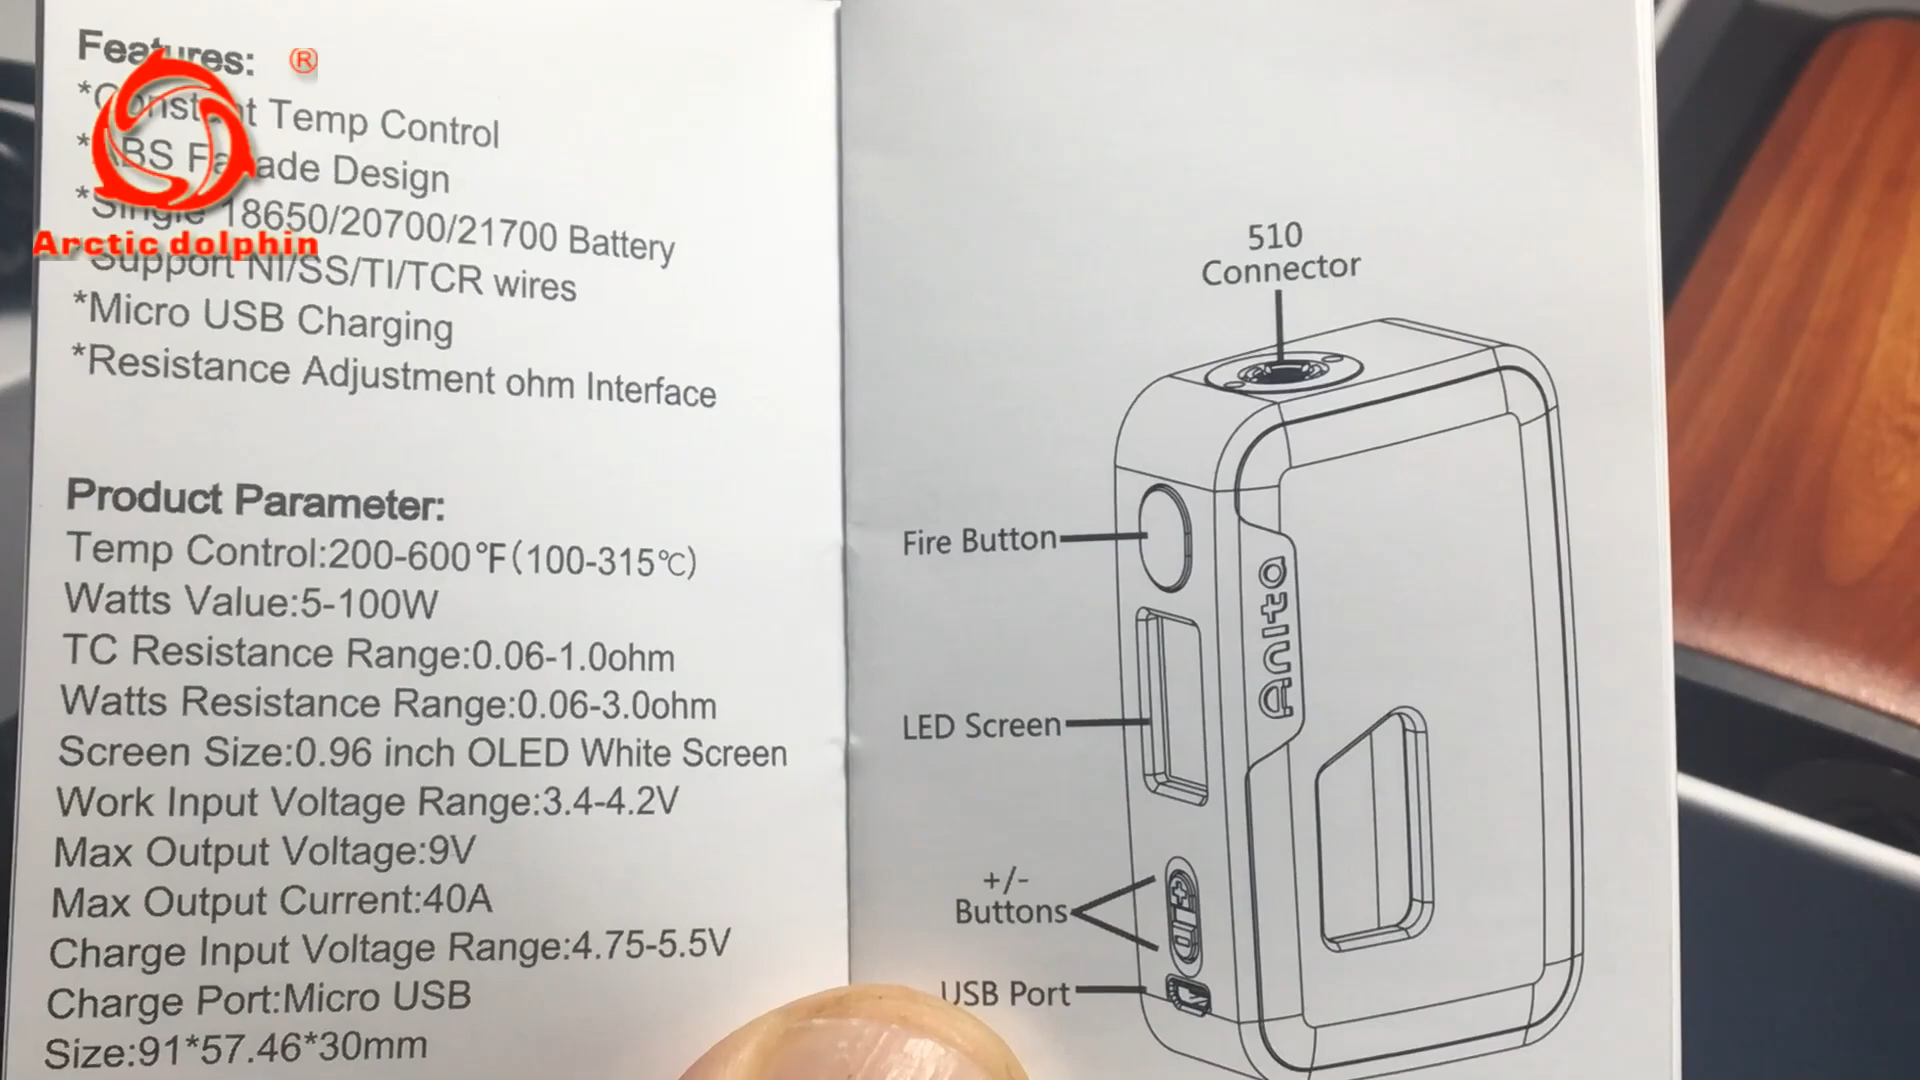 Features:
*Constant Temp Control
*ABS Facade Design
*Single 18650/20700/21700 Battery
Support NI/SS/TI/TCR wires
*Micro USB Charging
*Resistance Adjustment ohm Interface
®
Arctic dolphin
Product Parameter:
Temp Control:200-600℉(100-315℃)
Watts Value:5-100W
TC Resistance Range:0.06-1.0ohm
Watts Resistance Range:0.06-3.0ohm
Screen Size:0.96 inch OLED White Screen
Work Input Voltage Range:3.4-4.2V
Max Output Voltage:9V
Max Output Current:40A
Charge Input Voltage Range:4.75-5.5V
Charge Port:Micro USB
Size:91*57.46*30mm
510
Connector
Fire Button
LED Screen
+/-
Buttons
USB Port
Anita